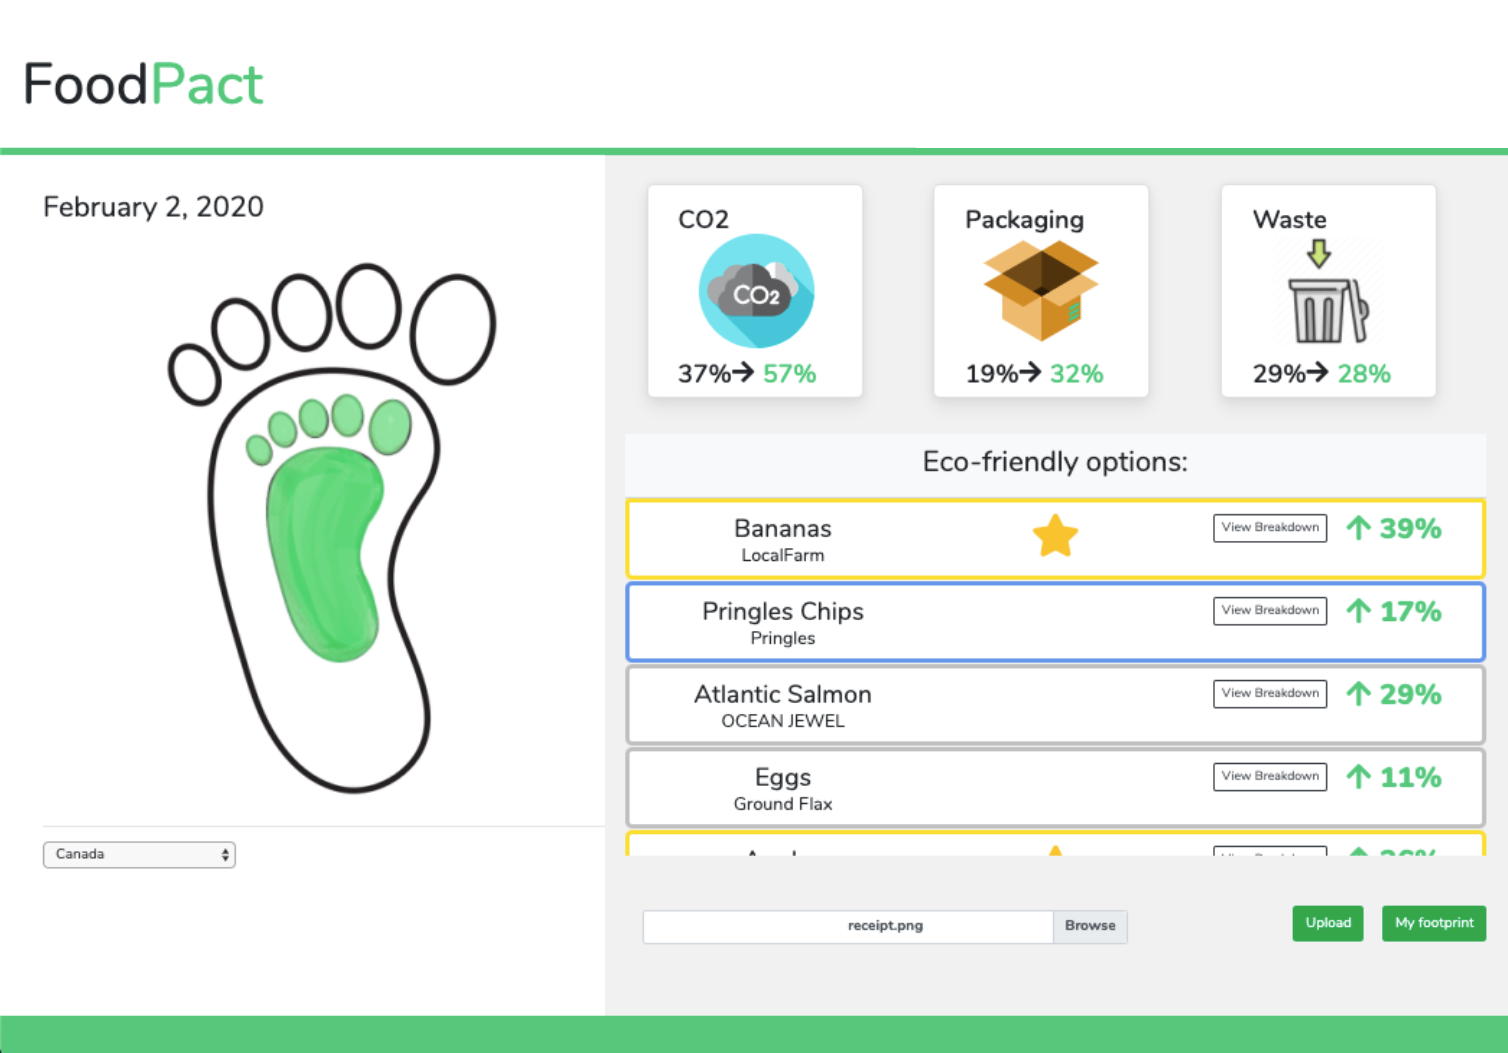 FoodPact
February 2, 2020
CO2
CO2
37%→ 57%
Packaging
19%→ 32%
Waste
29%→ 28%
Eco-friendly options:
Bananas
LocalFarm
View Breakdown
↑ 39%
Pringles Chips
Pringles
View Breakdown
↑ 17%
Atlantic Salmon
OCEAN JEWEL
View Breakdown
↑ 29%
Eggs
Ground Flax
View Breakdown
↑ 11%
Canada
receipt.png
Browse
Upload
My footprint